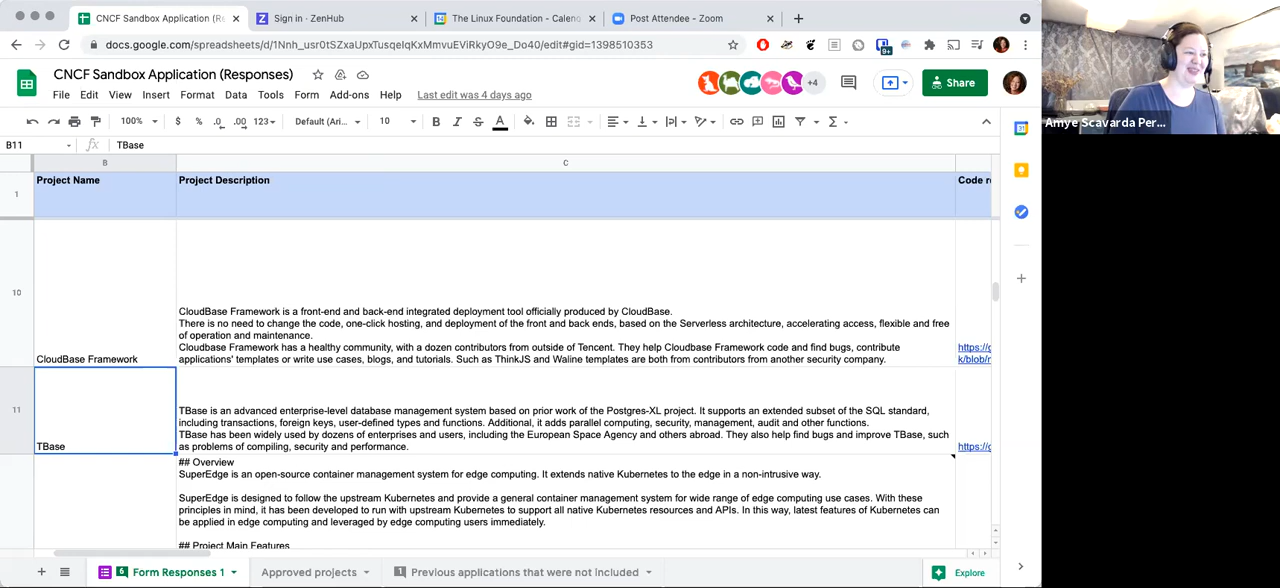 CNCF Sandbox Application (Re
Sign in · ZenHub
The Linux Foundation - Calend
Post Attendee - Zoom
docs.google.com/spreadsheets/d/1Nnh_usr0tSZxaUpxTusqeIqKxMmvuEViRkyO9e_Do40/edit#gid=1398510353
9+
CNCF Sandbox Application (Responses)
File Edit View Insert Format Data Tools Form Add-ons Help Last edit was 4 days ago
+4
Share
100% $ % .0 .00 123 Default (Ari... 10 B I S A
B11 fx TBase
B C
1 Project Name Project Description Code r
10
CloudBase Framework is a front-end and back-end integrated deployment tool officially produced by CloudBase.
There is no need to change the code, one-click hosting, and deployment of the front and back ends, based on the Serverless architecture, accelerating access, flexible and free
of operation and maintenance.
CloudBase Framework has a healthy community, with a dozen contributors from outside of Tencent. They help Cloudbase Framework code and find bugs, contribute
applications' templates or write use cases, blogs, and tutorials. Such as ThinkJS and Waline templates are both from contributors from another security company.
CloudBase Framework
https://g
k/blob/r
11
TBase is an advanced enterprise-level database management system based on prior work of the Postgres-XL project. It supports an extended subset of the SQL standard,
including transactions, foreign keys, user-defined types and functions. Additional, it adds parallel computing, security, management, audit and other functions.
TBase has been widely used by dozens of enterprises and users, including the European Space Agency and others abroad. They also help find bugs and improve TBase, such
as problems of compiling, security and performance.
TBase
https://g
## Overview
SuperEdge is an open-source container management system for edge computing. It extends native Kubernetes to the edge in a non-intrusive way.
SuperEdge is designed to follow the upstream Kubernetes and provide a general container management system for wide range of edge computing use cases. With these
principles in mind, it has been developed to run with upstream Kubernetes to support all native Kubernetes resources and APIs. In this way, latest features of Kubernetes can
be applied in edge computing and leveraged by edge computing users immediately.
## Project Main Features
6 Form Responses 1
Approved projects
1 Previous applications that were not included
Explore
Amye Scavarda Per...